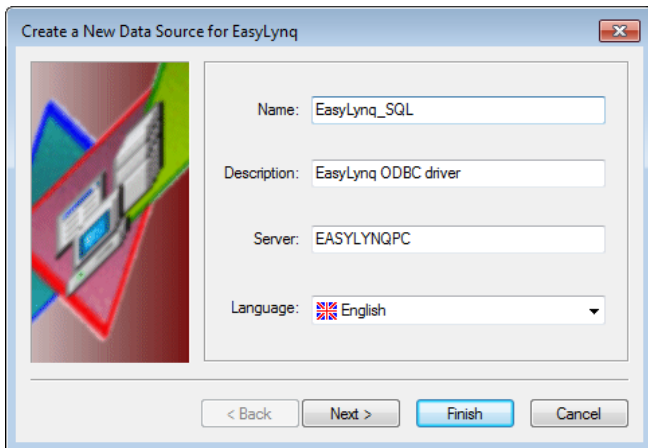 Create a New Data Source for EasyLynq
Name: EasyLynq_SQL
Description: EasyLynq ODBC driver
Server: EASYLYNQPC
Language: English
< Back Next > Finish Cancel